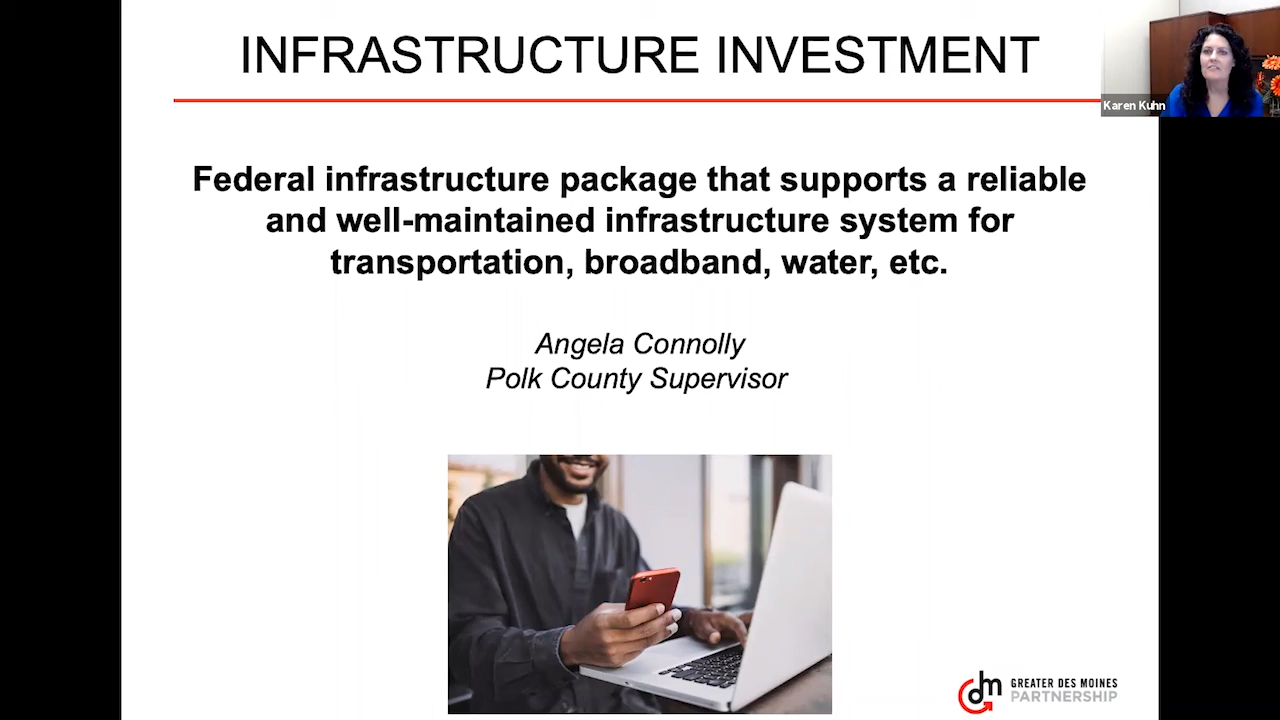 INFRASTRUCTURE INVESTMENT
Karen Kuhn
Federal infrastructure package that supports a reliable
and well-maintained infrastructure system for
transportation, broadband, water, etc.
Angela Connolly
Polk County Supervisor
dm
GREATER DES MOINES
PARTNERSHIP